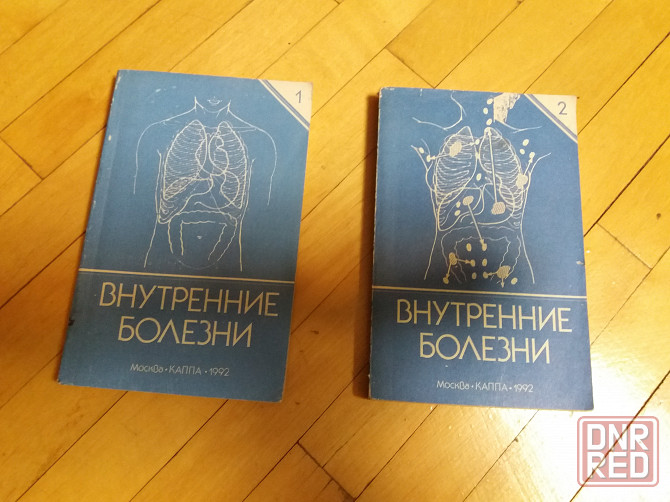 1
ВНУТРЕННИЕ
БОЛЕЗНИ
Москва • КАППА • 1992
2
ВНУТРЕННИЕ
БОЛЕЗНИ
Москва • КАППА • 1992
DNR
RED